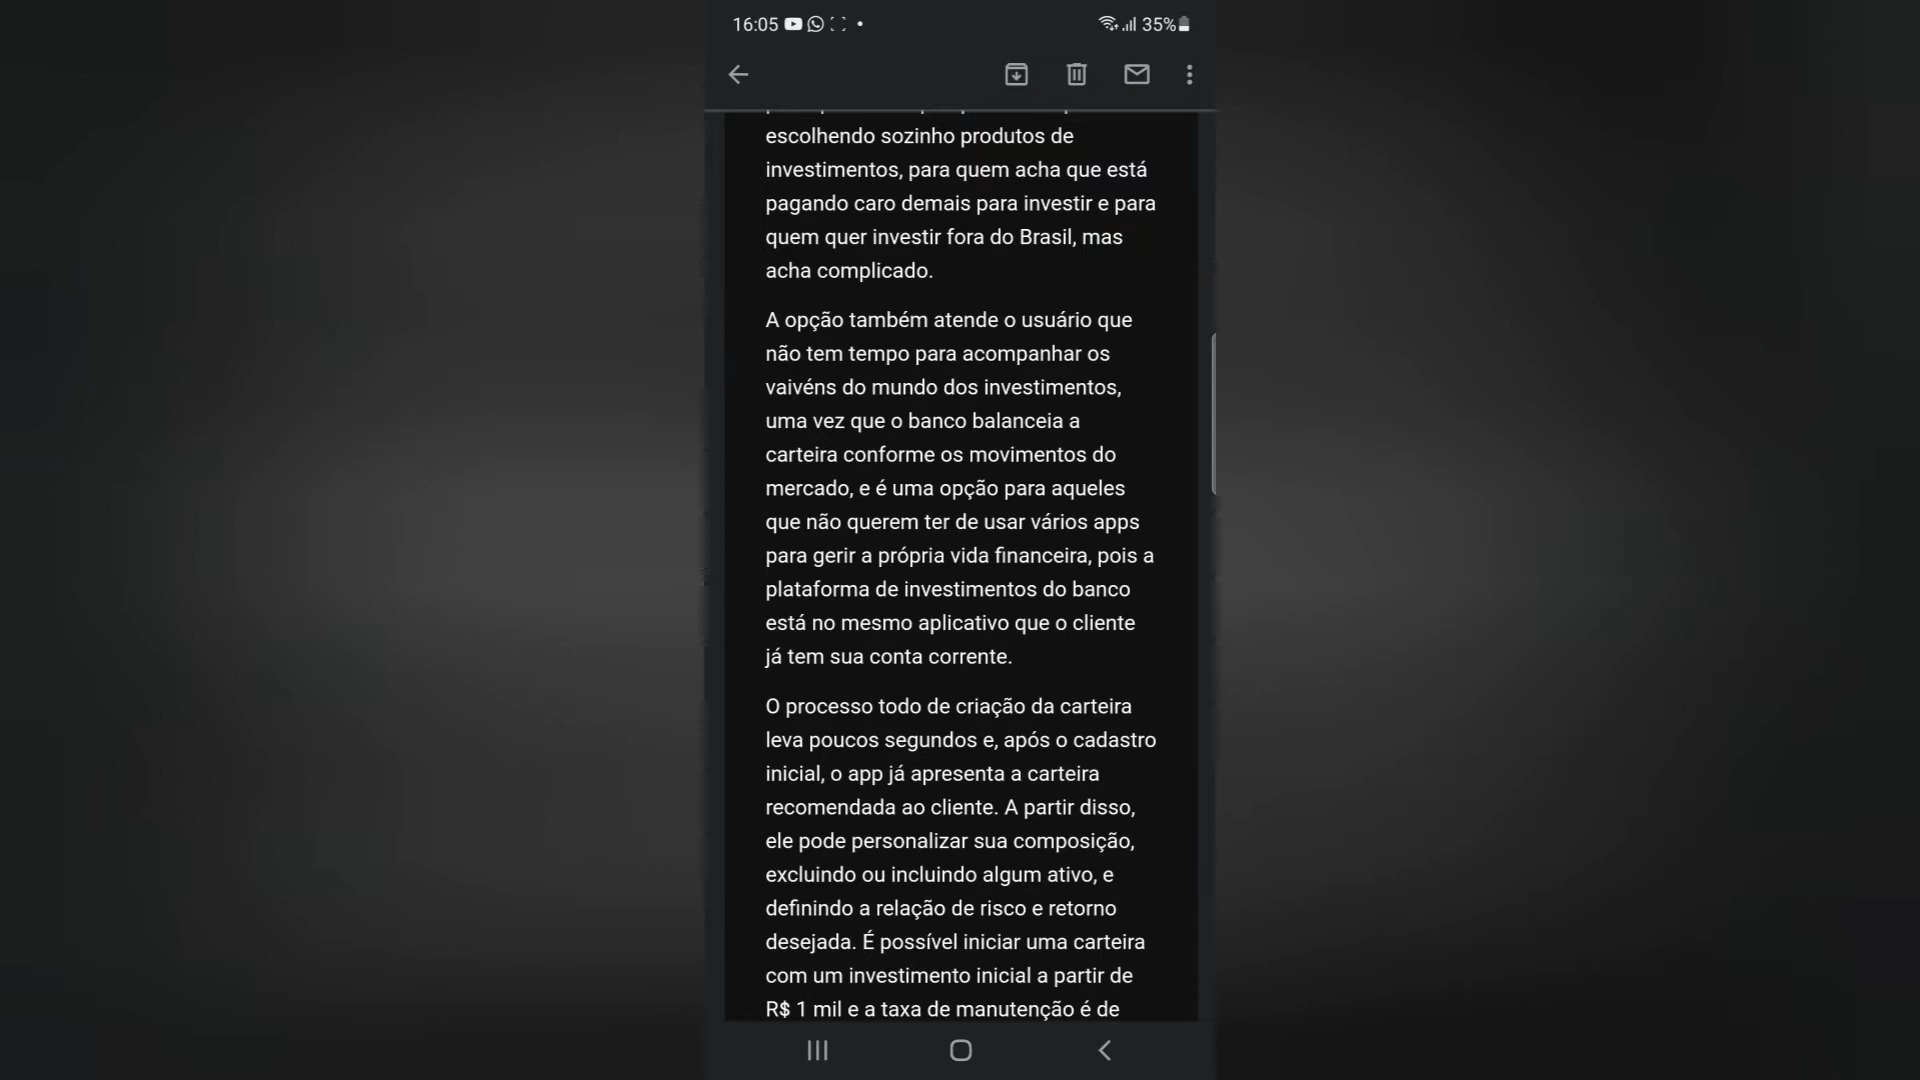 16:05
35%
escolhendo sozinho produtos de
investimentos, para quem acha que está
pagando caro demais para investir e para
quem quer investir fora do Brasil, mas
acha complicado.
A opção também atende o usuário que
não tem tempo para acompanhar os
vaivéns do mundo dos investimentos,
uma vez que o banco balanceia a
carteira conforme os movimentos do
mercado, e é uma opção para aqueles
que não querem ter de usar vários apps
para gerir a própria vida financeira, pois a
plataforma de investimentos do banco
está no mesmo aplicativo que o cliente
já tem sua conta corrente.
O processo todo de criação da carteira
leva poucos segundos e, após o cadastro
inicial, o app já apresenta a carteira
recomendada ao cliente. A partir disso,
ele pode personalizar sua composição,
excluindo ou incluindo algum ativo, e
definindo a relação de risco e retorno
desejada. É possível iniciar uma carteira
com um investimento inicial a partir de
R$ 1 mil e a taxa de manutenção é de